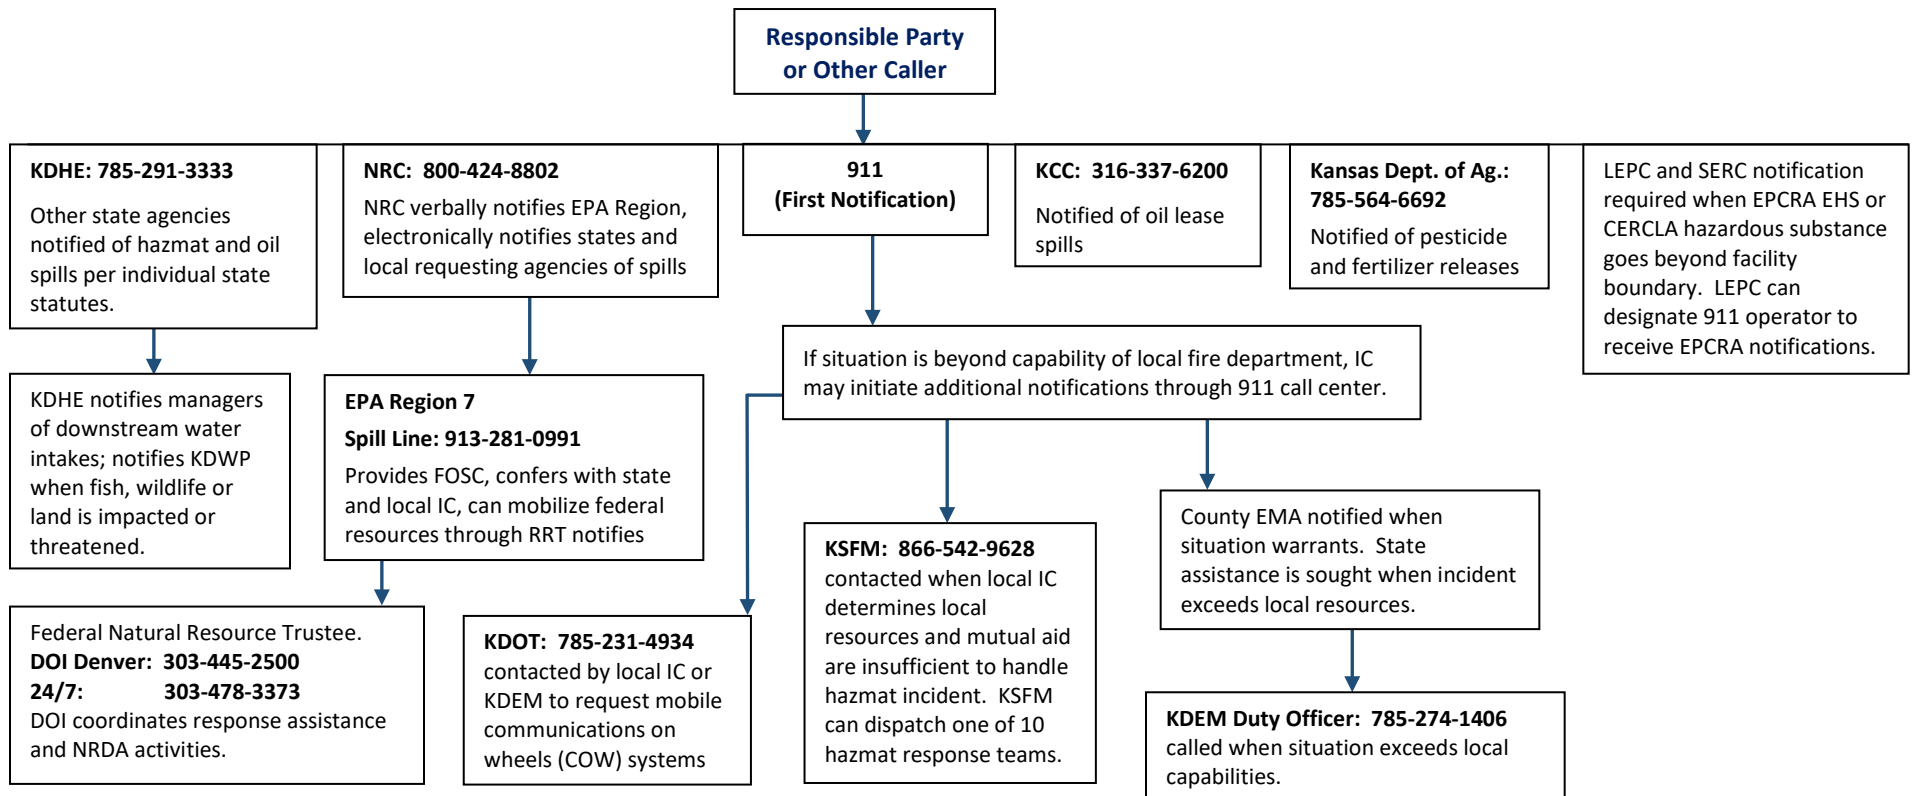 Responsible Party
or Other Caller
KDHE: 785-291-3333
Other state agencies
notified of hazmat and oil
spills per individual state
statutes.
NRC: 800-424-8802
NRC verbally notifies EPA Region,
electronically notifies states and
local requesting agencies of spills
911
(First Notification)
KCC: 316-337-6200
Notified of oil lease
spills
Kansas Dept. of Ag.:
785-564-6692
Notified of pesticide
and fertilizer releases
LEPC and SERC notification
required when EPCRA EHS or
CERCLA hazardous substance
goes beyond facility
boundary. LEPC can
designate 911 operator to
receive EPCRA notifications.
If situation is beyond capability of local fire department, IC
may initiate additional notifications through 911 call center.
KDHE notifies managers
of downstream water
intakes; notifies KDWP
when fish, wildlife or
land is impacted or
threatened.
EPA Region 7
Spill Line: 913-281-0991
Provides FOSC, confers with state
and local IC, can mobilize federal
resources through RRT notifies
KSFM: 866-542-9628
contacted when local IC
determines local
resources and mutual aid
are insufficient to handle
hazmat incident. KSFM
can dispatch one of 10
hazmat response teams.
County EMA notified when
situation warrants. State
assistance is sought when incident
exceeds local resources.
Federal Natural Resource Trustee.
DOI Denver: 303-445-2500
24/7: 303-478-3373
DOI coordinates response assistance
and NRDA activities.
KDOT: 785-231-4934
contacted by local IC or
KDEM to request mobile
communications on
wheels (COW) systems
KDEM Duty Officer: 785-274-1406
called when situation exceeds local
capabilities.